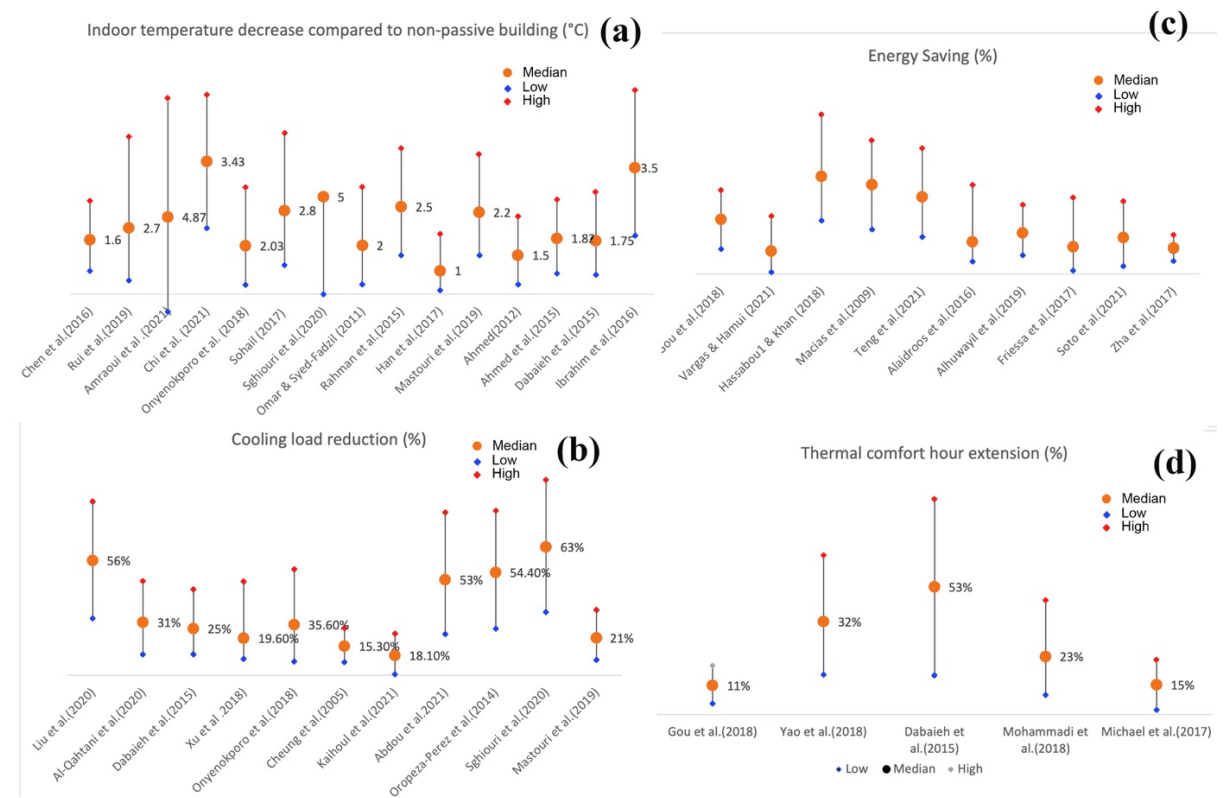 Indoor temperature decrease compared to non-passive building (°C)
(a)
Median
Low
High
1.6
2.7
4.87
3.43
2.03
2.8
5
2
2.5
1
2.2
1.5
1.82
1.75
3.5
Chen et al.(2016)
Rui et al.(2019)
Amraoui et al.(2021)
Chi et al.(2021)
Onyenokporo et al.(2018)
Sohail (2017)
Sghiouri et al.(2020)
Omar & Syed-Fadzil (2011)
Rahman et al.(2015)
Han et al.(2017)
Mastouri et al.(2019)
Ahmed(2012)
Ahmed et al.(2015)
Dabaieh et al.(2015)
Ibrahim et al.(2016)
(c)
Energy Saving (%)
Median
Low
High
et al.(2018)
Vargas & Hamui (2021)
Hassabou1 & Khan (2018)
Macias et al.(2009)
Teng et al.(2021)
Alaidroos et al.(2016)
Alhuwayil et al.(2019)
Friessa et al.(2017)
Soto et al.(2021)
Zha et al.(2017)
Cooling load reduction (%)
(b)
Median
Low
High
56%
31%
25%
19.60%
35.60%
15.30%
18.10%
53%
54.40%
63%
21%
Liu et al.(2020)
Al-Qahtani et al.(2020)
Dabaieh et al.(2015)
Xu et al .2018)
Onyenokporo et al.(2018)
Cheung et al.(2005)
Kaihoul et al.(2021)
Abdou et al.2021)
Oropeza-Perez et al.(2014)
Sghiouri et al.(2020)
Mastouri et al.(2019)
Thermal comfort hour extension (%)
(d)
Median
Low
High
11%
32%
53%
23%
15%
Gou et al.(2018)
Yao et al.(2018)
Dabaieh et
al.(2015)
Mohammadi et
al.(2018)
Michael et al.(2017)
Low Median High